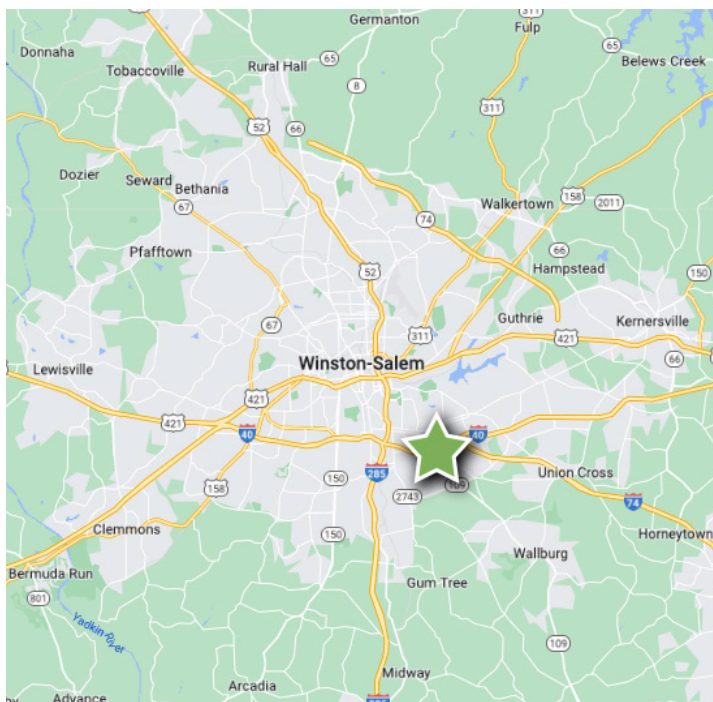 Germanton
311
Fulp
65
Donnaha
65
Belews Creek
Rural Hall
Tobaccoville
8
311
52
66
Dozier
Seward
Bethania
158
2011
67
Walkertown
74
Pfafftown
66
Hampstead
150
52
Guthrie
Kernersville
67
311
421
Winston-Salem
66
Lewisville
421
421
40
40
285
Union Cross
150
158
2743
109
74
Clemmons
150
Horneytown
Wallburg
Bermuda Run
Gum Tree
801
Yadkin River
109
Midway
Arcadia
Advance